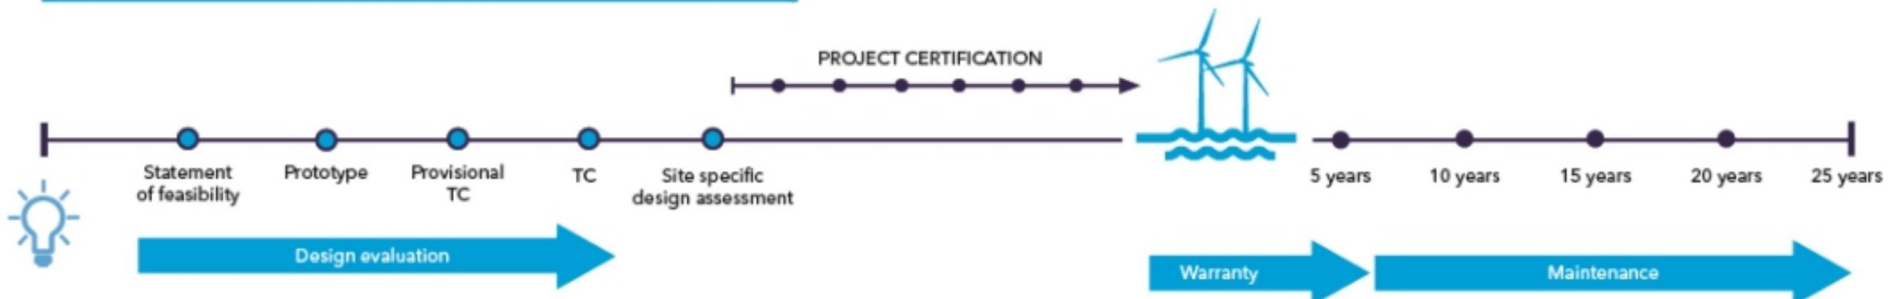 PROJECT CERTIFICATION
Statement
of feasibility
Prototype
Provisional
TC
TC
Site specific
design assessment
5 years
10 years
15 years
20 years
25 years
Design evaluation
Warranty
Maintenance